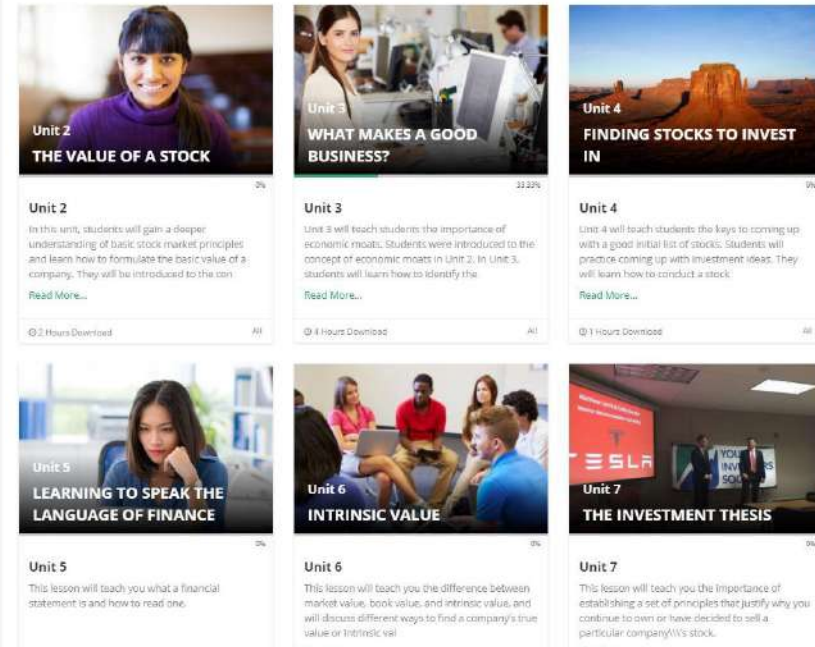 Unit 2
THE VALUE OF A STOCK
0%
Unit 2
In this unit, students will gain a deeper
understanding of basic stock market principles
and learn how to formulate the basic value of a
company. They will be introduced to the con
Read More...
2 Hours Download
All
Unit 3
WHAT MAKES A GOOD
BUSINESS?
33.33%
Unit 3
Unit 3 will teach students the importance of
economic moats. Students were introduced to the
concept of economic moats in Unit 2. In Unit 3,
students will learn how to identify the
Read More...
4 Hours Download
All
Unit 4
FINDING STOCKS TO INVEST
IN
0%
Unit 4
Unit 4 will teach students the keys to coming up
with a good initial list of stocks. Students will
practice coming up with investment ideas. They
will learn how to conduct a stock
Read More...
1 Hours Download
All
Unit 5
LEARNING TO SPEAK THE
LANGUAGE OF FINANCE
0%
Unit 5
This lesson will teach you what a financial
statement is and how to read one.
Unit 6
INTRINSIC VALUE
0%
Unit 6
This lesson will teach you the difference between
market value, book value, and intrinsic value, and
will discuss different ways to find a company's true
value or intrinsic val
TESLA
Unit 7
THE INVESTMENT THESIS
0%
Unit 7
This lesson will teach you the importance of
establishing a set of principles that justify why you
continue to own or have decided to sell a
particular company\\\'s stock.